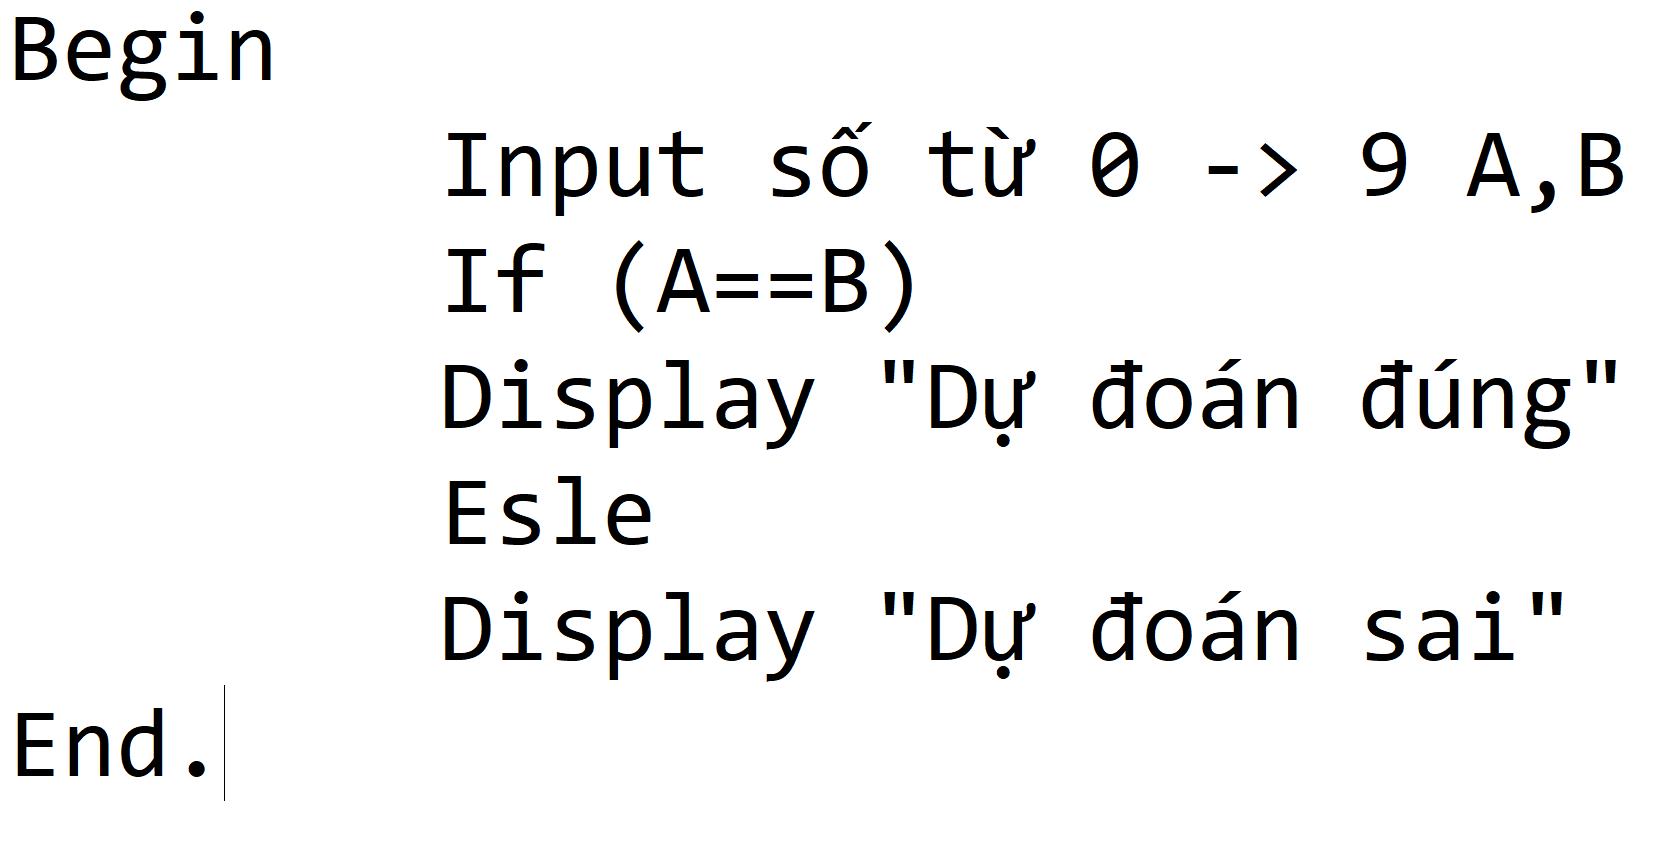 Begin
Input số từ 0 -> 9 A,B
If (A==B)
Display "Dự đoán đúng"
Esle
Display "Dự đoán sai"
End.